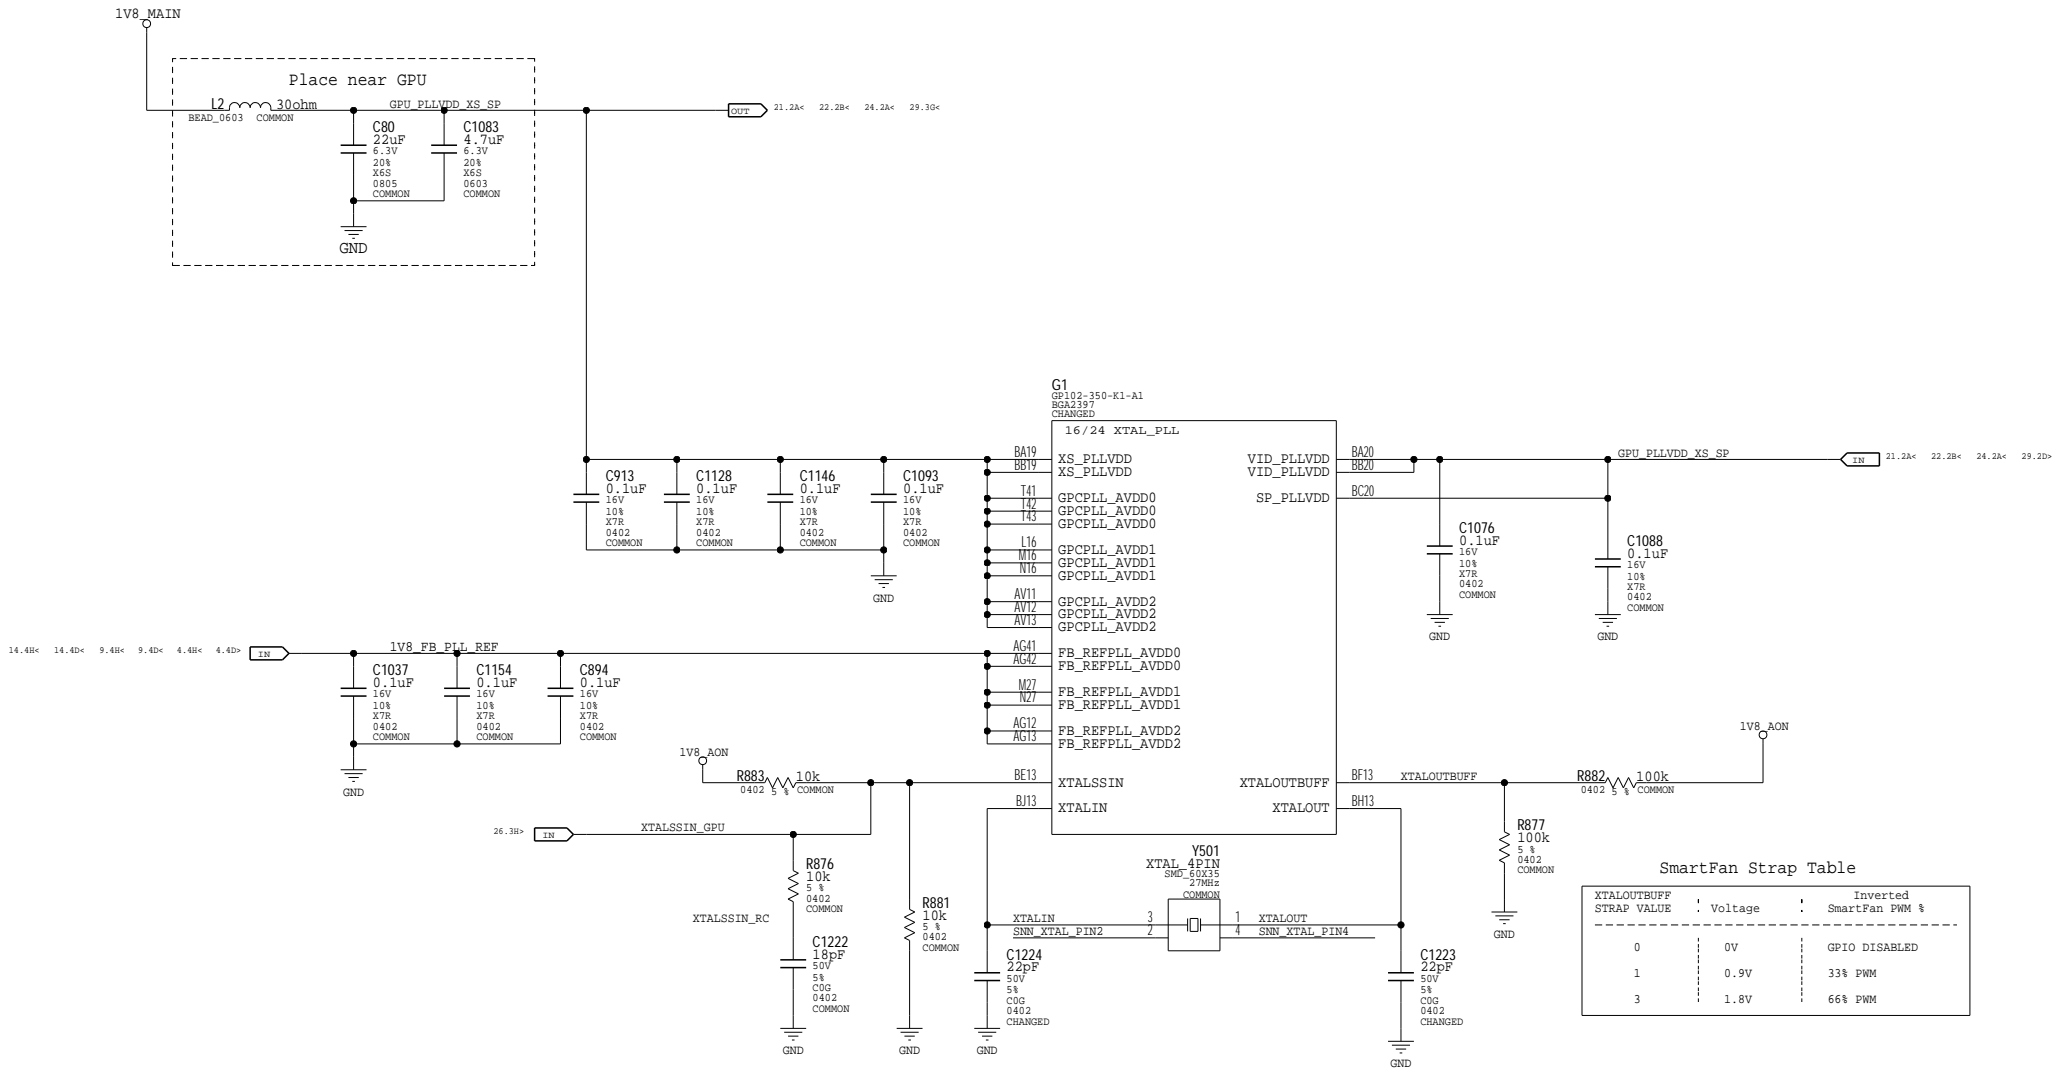 1V8_MAIN
Place near GPU
L2 30ohm
BEAD_0603 COMMON
GPU_PLLVDD_XS_SP
C80
22uF
6.3V
20%
X6S
0805
COMMON
C1083
4.7uF
6.3V
20%
X6S
0603
COMMON
GND
OUT 21.2A< 22.2B< 24.2A< 29.3G<
G1
GP102-350-K1-A1
BGA2397
CHANGED
16/24 XTAL_PLL
BA19 XS_PLLVDD
BB19 XS_PLLVDD
T41 GPCPLL_AVDD0
T42 GPCPLL_AVDD0
T43 GPCPLL_AVDD0
L16 GPCPLL_AVDD1
M16 GPCPLL_AVDD1
N16 GPCPLL_AVDD1
AV11 GPCPLL_AVDD2
AV12 GPCPLL_AVDD2
AV13 GPCPLL_AVDD2
AG41 FB_REFPLL_AVDD0
AG42 FB_REFPLL_AVDD0
M27 FB_REFPLL_AVDD1
N27 FB_REFPLL_AVDD1
AG12 FB_REFPLL_AVDD2
AG13 FB_REFPLL_AVDD2
BE13 XTALSSIN
BJ13 XTALIN
VID_PLLVDD BA20
VID_PLLVDD BB20
SP_PLLVDD BC20
XTALOUTBUFF BF13
XTALOUT BH13
C913
0.1uF
16V
10%
X7R
0402
COMMON
C1128
0.1uF
16V
10%
X7R
0402
COMMON
C1146
0.1uF
16V
10%
X7R
0402
COMMON
C1093
0.1uF
16V
10%
X7R
0402
COMMON
GND
GPU_PLLVDD_XS_SP
IN 21.2A< 22.2B< 24.2A< 29.2D>
C1076
0.1uF
16V
10%
X7R
0402
COMMON
GND
C1088
0.1uF
16V
10%
X7R
0402
COMMON
GND
14.4H< 14.4D< 9.4H< 9.4D< 4.4H< 4.4D> IN
1V8_FB_PLL_REF
C1037
0.1uF
16V
10%
X7R
0402
COMMON
C1154
0.1uF
16V
10%
X7R
0402
COMMON
C894
0.1uF
16V
10%
X7R
0402
COMMON
GND
1V8_AON
R883 10k
0402 5 % COMMON
26.3H> IN
XTALSSIN_GPU
R876
10k
5 %
0402
COMMON
XTALSSIN_RC
C1222
18pF
50V
5%
C0G
0402
COMMON
GND
R881
10k
5 %
0402
COMMON
GND
Y501
XTAL_4PIN
SMD_60X35
27MHz
COMMON
XTALIN 3
SNN_XTAL_PIN2 2
1 XTALOUT
4 SNN_XTAL_PIN4
C1224
22pF
50V
5%
C0G
0402
CHANGED
GND
C1223
22pF
50V
5%
C0G
0402
CHANGED
GND
XTALOUTBUFF
1V8_AON
R882 100k
0402 5 % COMMON
R877
100k
5 %
0402
COMMON
GND
SmartFan Strap Table
XTALOUTBUFF Inverted
STRAP VALUE Voltage SmartFan PWM %
0 0V GPIO DISABLED
1 0.9V 33% PWM
3 1.8V 66% PWM